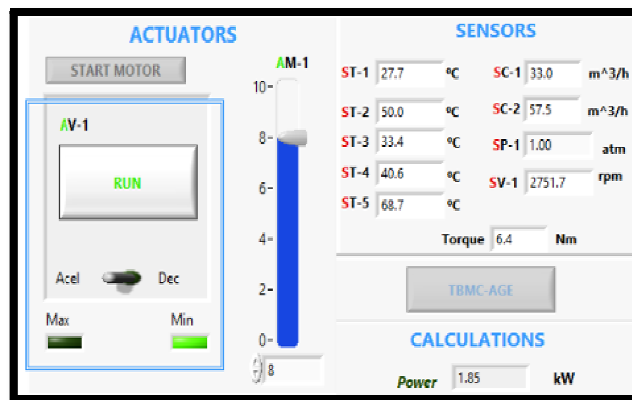 ACTUATORS
START MOTOR
AV-1
RUN
Acel Dec
Max Min
AM-1
10-
8-
6-
4-
2-
0-
8
SENSORS
ST-1 27.7 ºC SC-1 33.0 m^3/h
ST-2 50.0 ºC SC-2 57.5 m^3/h
ST-3 33.4 ºC SP-1 1.00 atm
ST-4 40.6 ºC SV-1 2751.7 rpm
ST-5 68.7 ºC
Torque 6.4 Nm
TBMC-AGE
CALCULATIONS
Power 1.85 kW